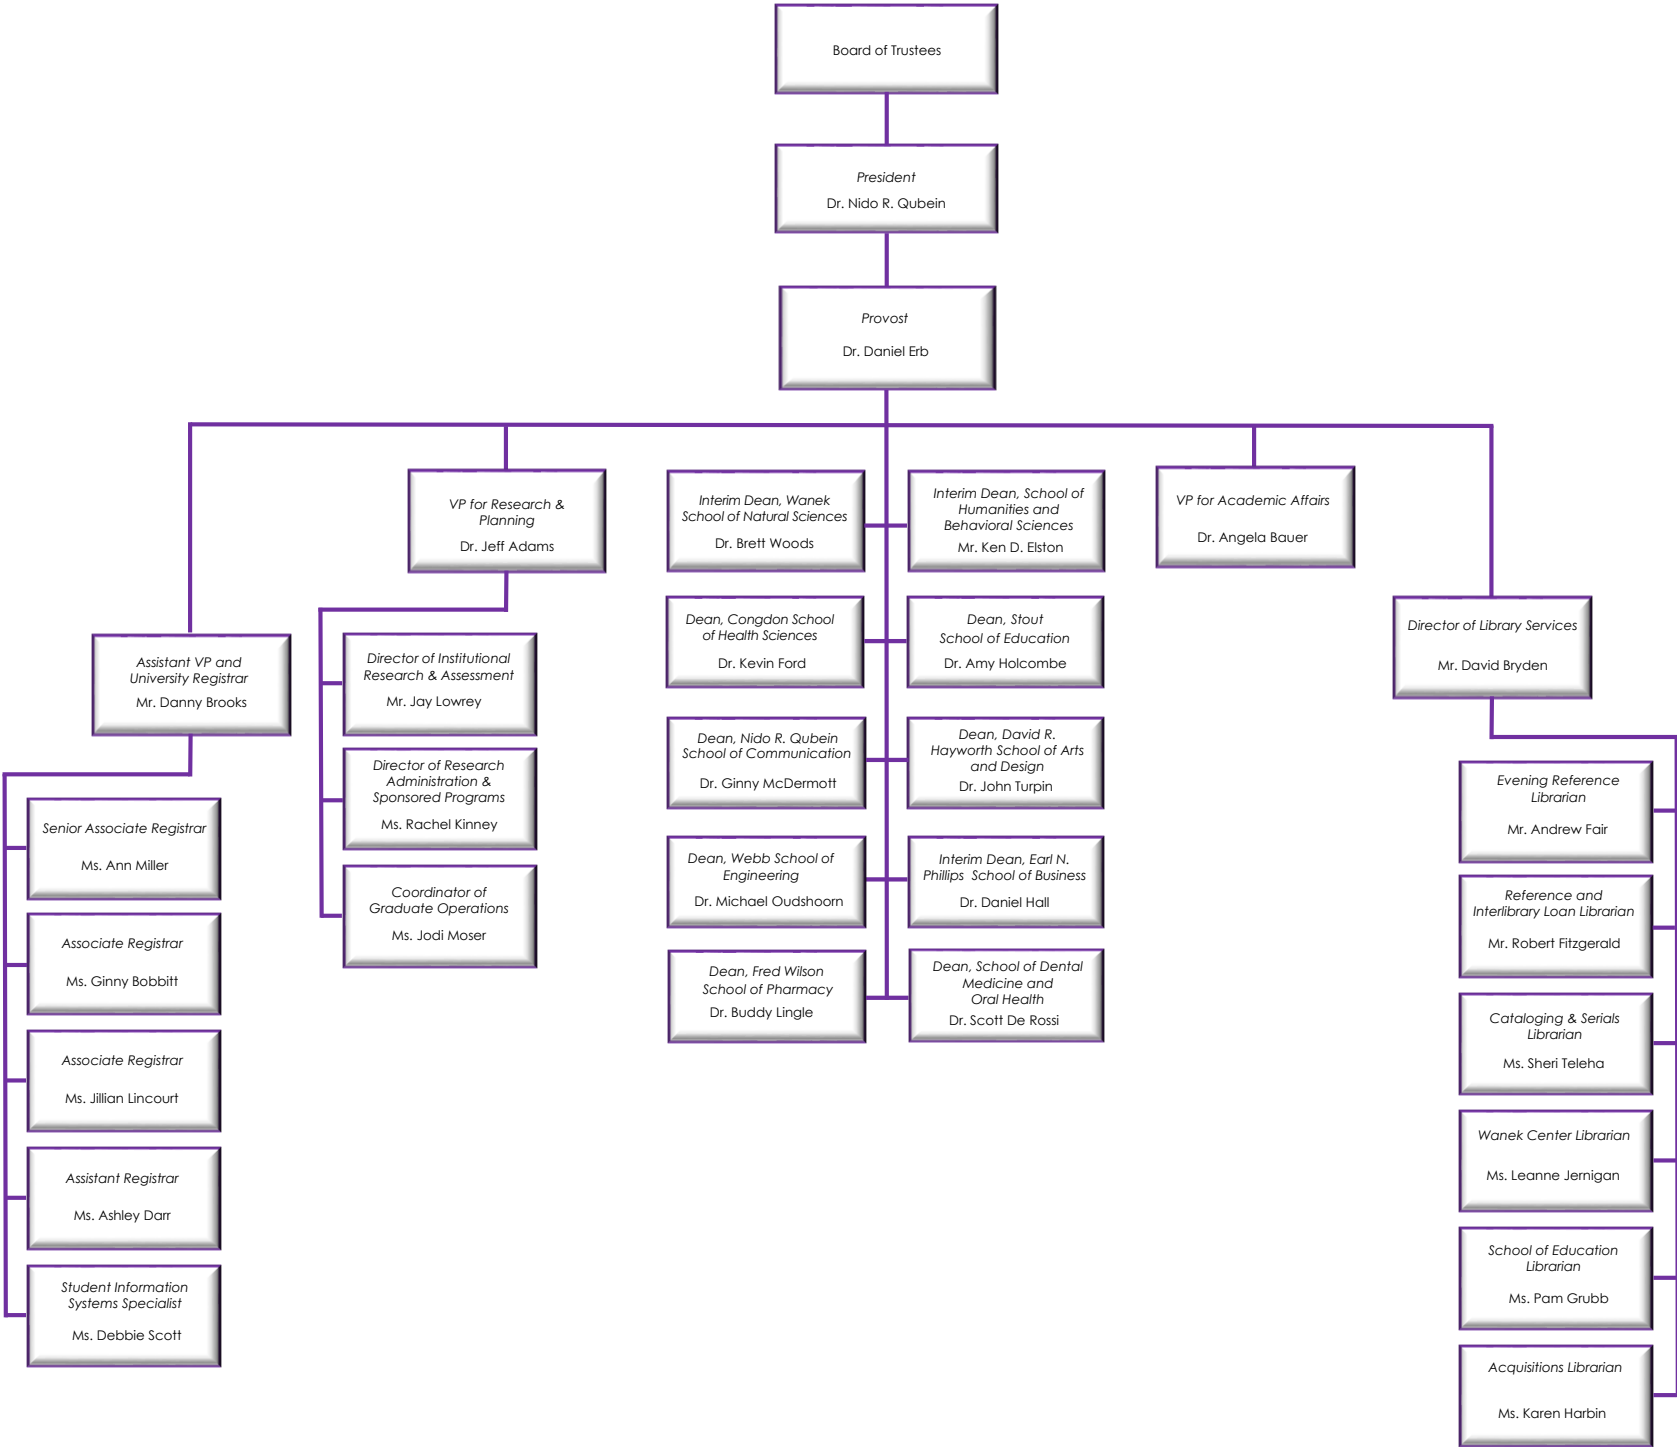 Board of Trustees
President
Dr. Nido R. Qubein
Provost
Dr. Daniel Erb
Assistant VP and
University Registrar
Mr. Danny Brooks
Senior Associate Registrar
Ms. Ann Miller
Associate Registrar
Ms. Ginny Bobbitt
Associate Registrar
Ms. Jillian Lincourt
Assistant Registrar
Ms. Ashley Darr
Student Information
Systems Specialist
Ms. Debbie Scott
VP for Research &
Planning
Dr. Jeff Adams
Director of Institutional
Research & Assessment
Mr. Jay Lowrey
Director of Research
Administration &
Sponsored Programs
Ms. Rachel Kinney
Coordinator of
Graduate Operations
Ms. Jodi Moser
Interim Dean, Wanek
School of Natural Sciences
Dr. Brett Woods
Interim Dean, School of
Humanities and
Behavioral Sciences
Mr. Ken D. Elston
Dean, Congdon School
of Health Sciences
Dr. Kevin Ford
Dean, Stout
School of Education
Dr. Amy Holcombe
Dean, Nido R. Qubein
School of Communication
Dr. Ginny McDermott
Dean, David R.
Hayworth School of Arts
and Design
Dr. John Turpin
Dean, Webb School of
Engineering
Dr. Michael Oudshoorn
Interim Dean, Earl N.
Phillips School of Business
Dr. Daniel Hall
Dean, Fred Wilson
School of Pharmacy
Dr. Buddy Lingle
Dean, School of Dental
Medicine and
Oral Health
Dr. Scott De Rossi
VP for Academic Affairs
Dr. Angela Bauer
Director of Library Services
Mr. David Bryden
Evening Reference
Librarian
Mr. Andrew Fair
Reference and
Interlibrary Loan Librarian
Mr. Robert Fitzgerald
Cataloging & Serials
Librarian
Ms. Sheri Teleha
Wanek Center Librarian
Ms. Leanne Jernigan
School of Education
Librarian
Ms. Pam Grubb
Acquisitions Librarian
Ms. Karen Harbin